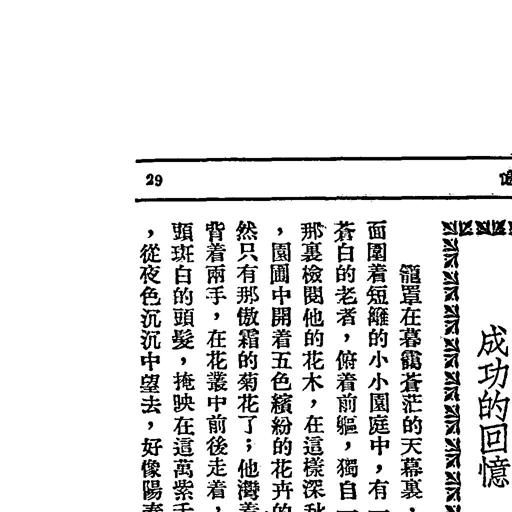 29
成功的回憶
籠罩在暮靄蒼茫的天幕裏，
面圍着短籬的小小園庭中，有一
蒼白的老者，俯着前軀，獨自一
那裏檢閱他的花木，在這樣深秋
，園圃中開着五色繽紛的花卉的
然只有那傲霜的菊花了；他灣着
背着兩手，在花叢中前後走着，
頭斑白的頭髮，掩映在這萬紫千
，從夜色沉沉中望去，好像陽春